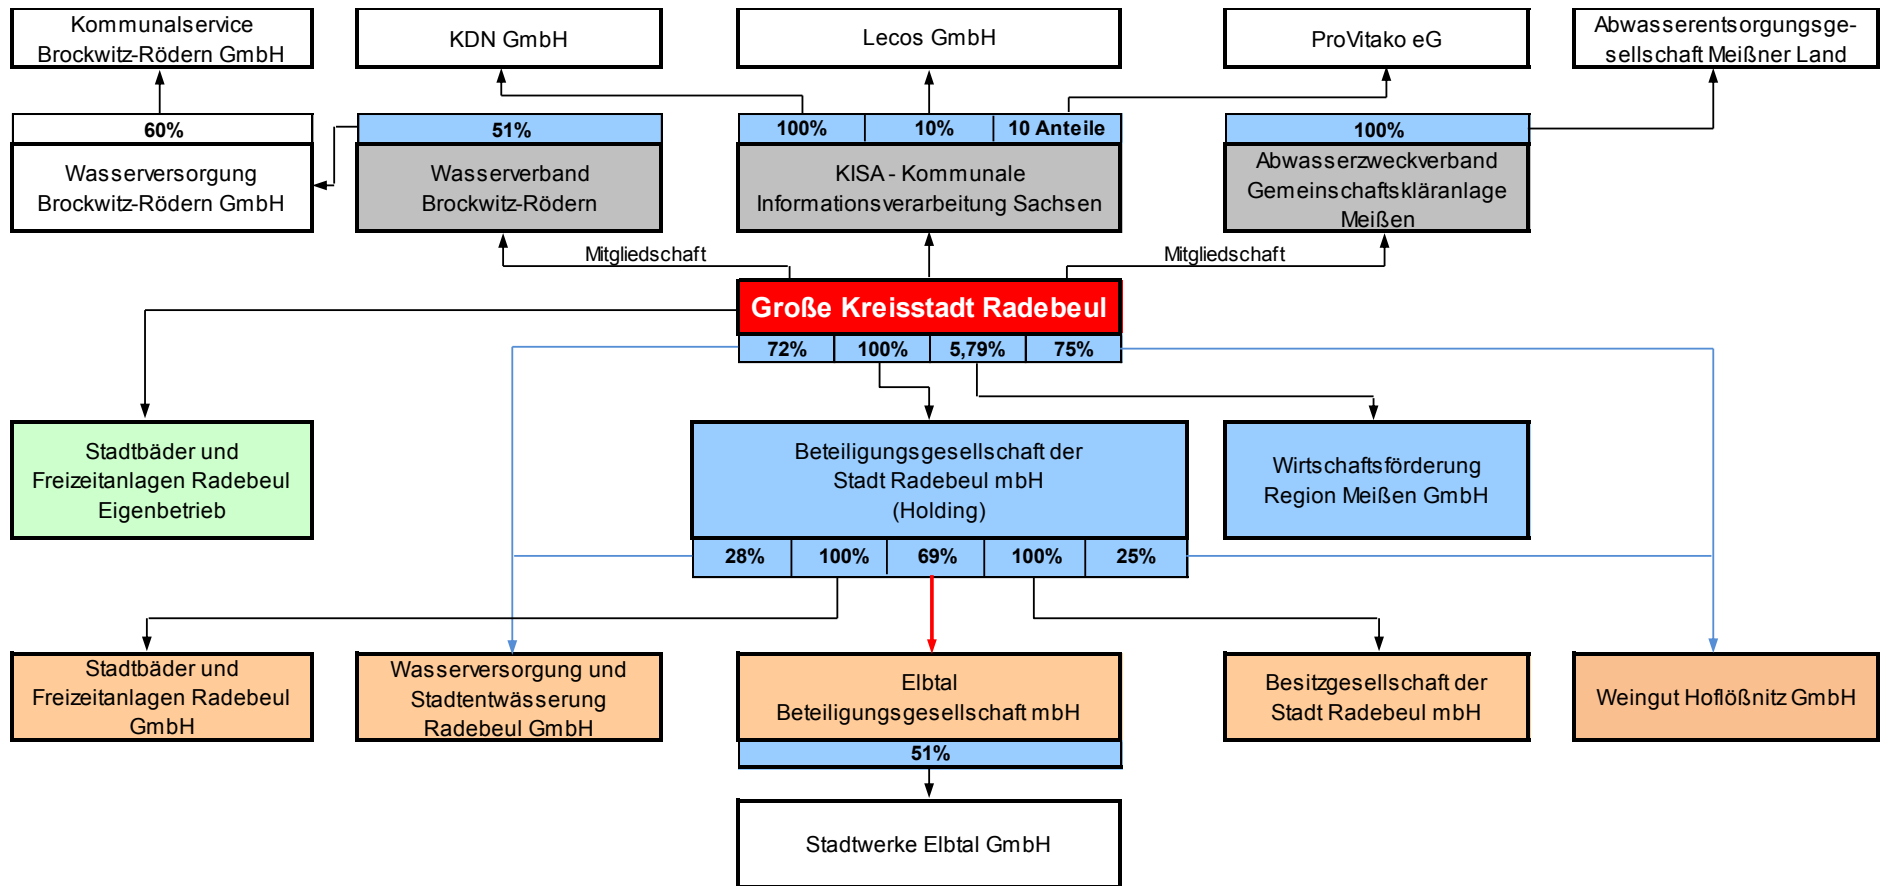 Kommunalservice
Brockwitz-Rödern GmbH
KDN GmbH
Lecos GmbH
ProVitako eG
Abwasserentsorgungsge-
sellschaft Meißner Land
60%
51%
100%
10%
10 Anteile
100%
Wasserversorgung
Brockwitz-Rödern GmbH
Wasserverband
Brockwitz-Rödern
KISA - Kommunale
Informationsverarbeitung Sachsen
Abwasserzweckverband
Gemeinschaftskläranlage
Meißen
Mitgliedschaft
Mitgliedschaft
Große Kreisstadt Radebeul
72%
100%
5,79%
75%
Stadtbäder und
Freizeitanlagen Radebeul
Eigenbetrieb
Beteiligungsgesellschaft der
Stadt Radebeul mbH
(Holding)
Wirtschaftsförderung
Region Meißen GmbH
28%
100%
69%
100%
25%
Stadtbäder und
Freizeitanlagen Radebeul
GmbH
Wasserversorgung und
Stadtentwässerung
Radebeul GmbH
Elbtal
Beteiligungsgesellschaft mbH
Besitzgesellschaft der
Stadt Radebeul mbH
Weingut Hoflößnitz GmbH
51%
Stadtwerke Elbtal GmbH